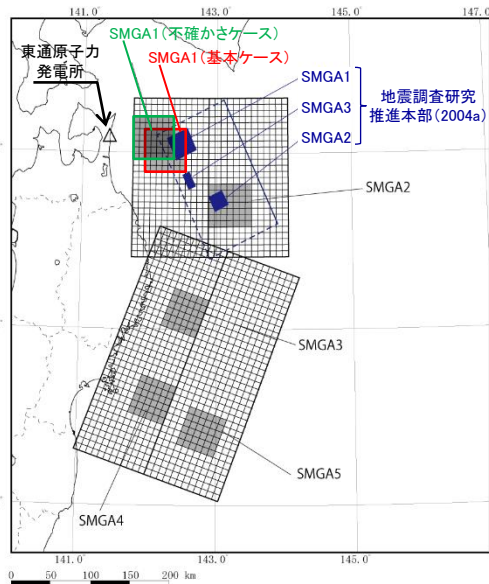 141.0° 143.0° 145.0° 147.0°
SMGA1(不確かさケース)
SMGA1(基本ケース)
東通原子力
発電所
SMGA1
SMGA3
SMGA2
地震調査研究
推進本部(2004a)
SMGA2
SMGA3
SMGA5
SMGA4
141.0° 143.0° 145.0°
0 50 100 150 200 km